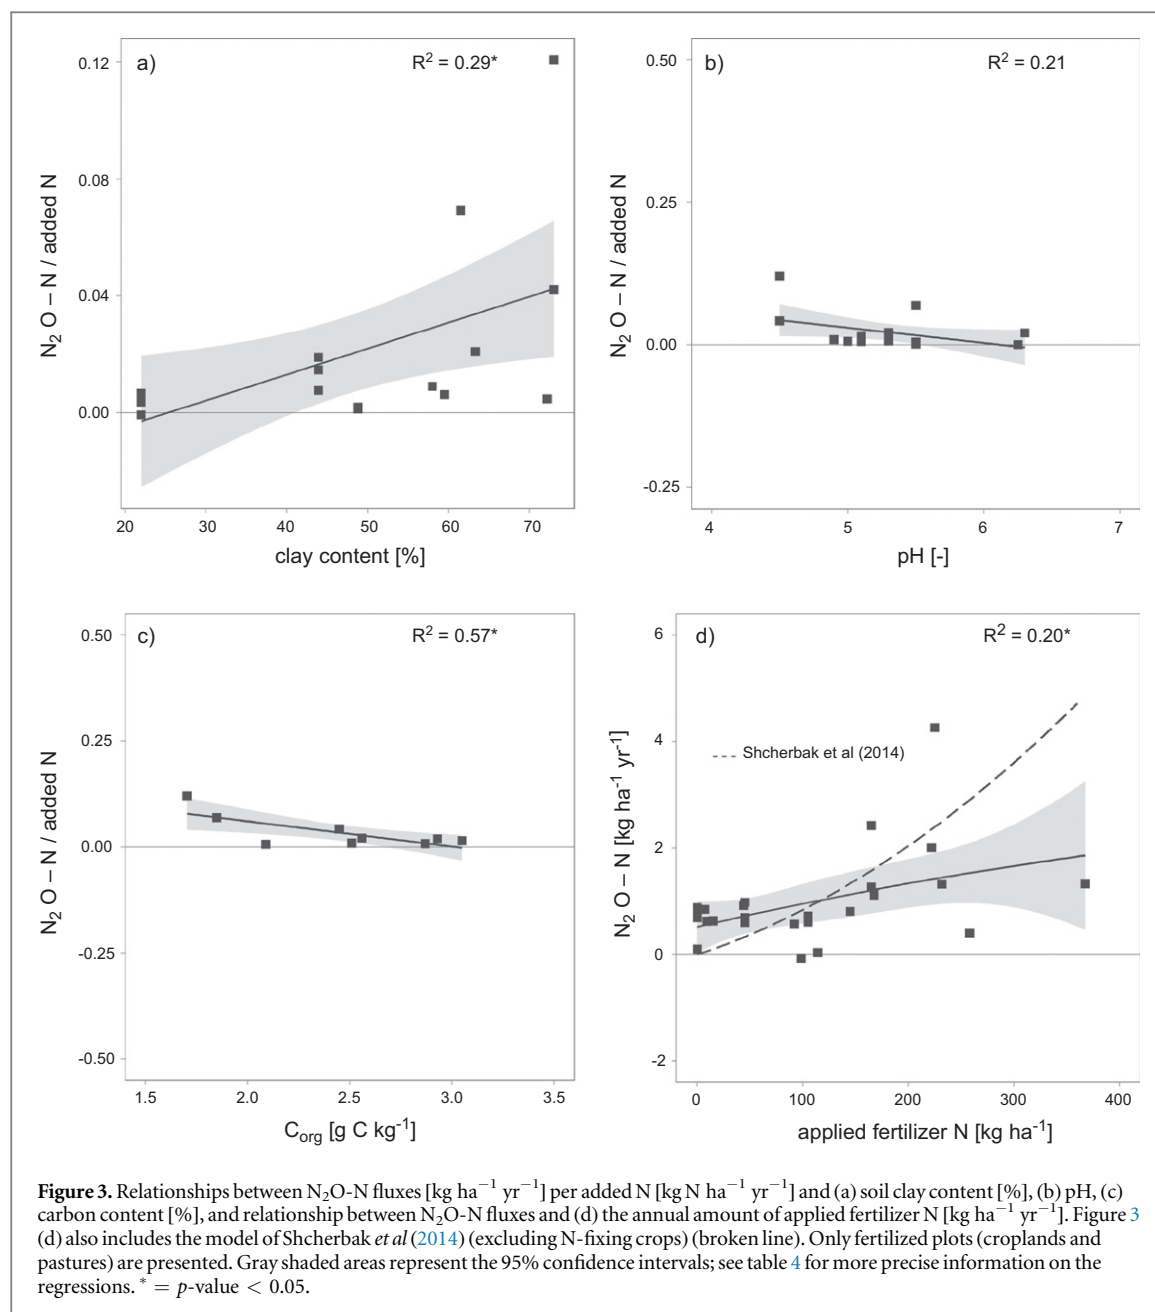 a)
R² = 0.29*
0.12
0.08
0.04
0.00
N₂ O – N / added N
20 30 40 50 60 70
clay content [%]
b)
R² = 0.21
0.50
0.25
0.00
-0.25
N₂ O – N / added N
4 5 6 7
pH [-]
c)
R² = 0.57*
0.50
0.25
0.00
-0.25
-0.50
N₂ O – N / added N
1.5 2.0 2.5 3.0 3.5
Corg [g C kg⁻¹]
d)
R² = 0.20*
Shcherbak et al (2014)
6
4
2
0
-2
N₂ O – N [kg ha⁻¹ yr⁻¹]
0 100 200 300 400
applied fertilizer N [kg ha⁻¹]
Figure 3. Relationships between N₂O-N fluxes [kg ha⁻¹ yr⁻¹] per added N [kg N ha⁻¹ yr⁻¹] and (a) soil clay content [%], (b) pH, (c)
carbon content [%], and relationship between N₂O-N fluxes and (d) the annual amount of applied fertilizer N [kg ha⁻¹ yr⁻¹]. Figure 3
(d) also includes the model of Shcherbak et al (2014) (excluding N-fixing crops) (broken line). Only fertilized plots (croplands and
pastures) are presented. Gray shaded areas represent the 95% confidence intervals; see table 4 for more precise information on the
regressions. * = p-value < 0.05.